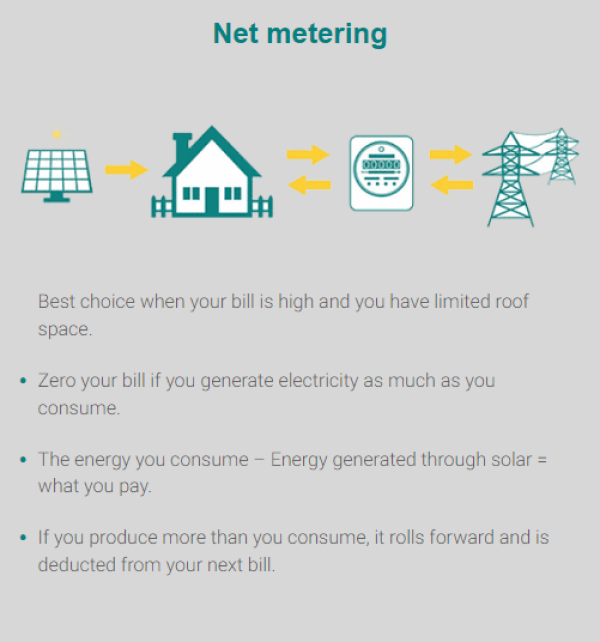 Net metering
Best choice when your bill is high and you have limited roof
space.
• Zero your bill if you generate electricity as much as you
consume.
• The energy you consume – Energy generated through solar =
what you pay.
• If you produce more than you consume, it rolls forward and is
deducted from your next bill.